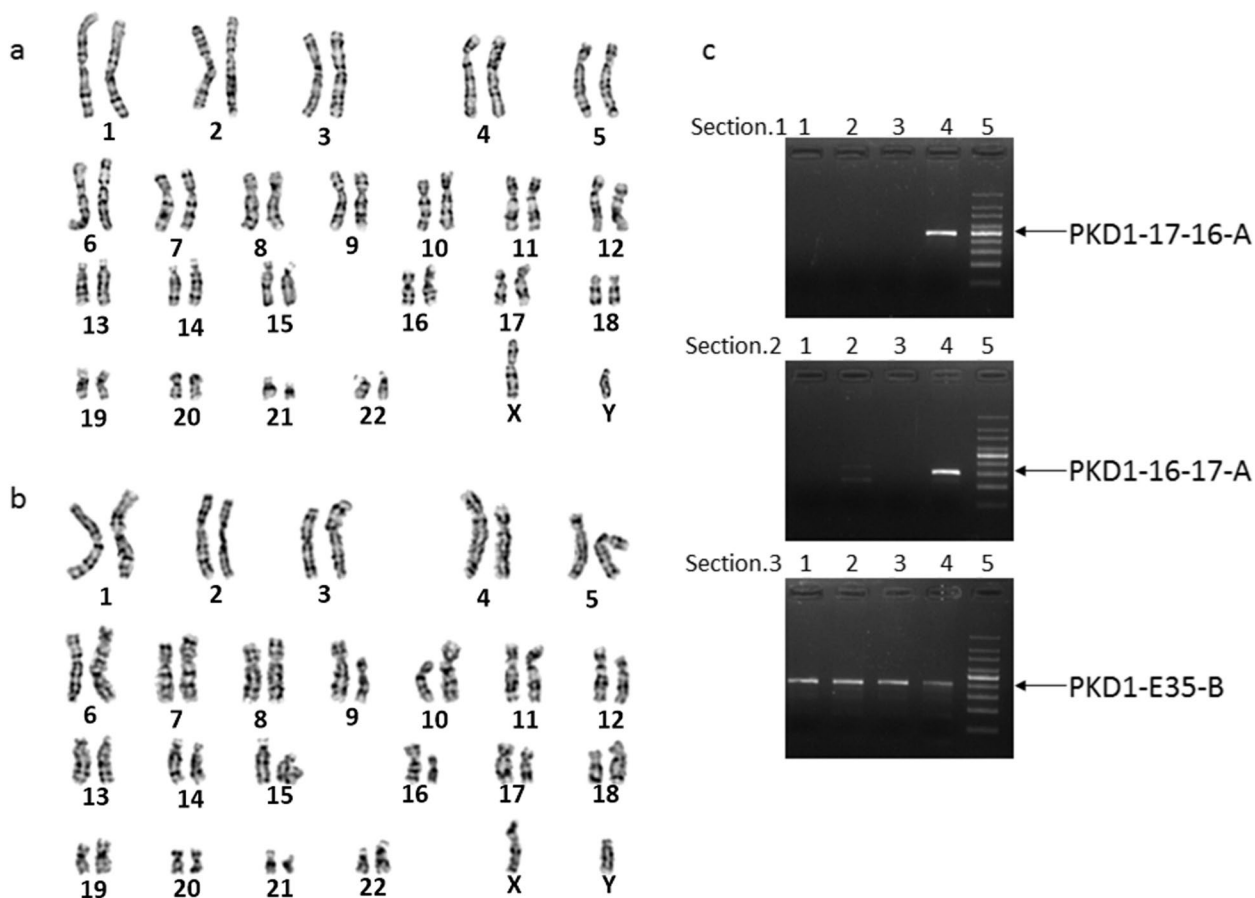 a
1 2 3 4 5
6 7 8 9 10 11 12
13 14 15 16 17 18
19 20 21 22 X Y
b
1 2 3 4 5
6 7 8 9 10 11 12
13 14 15 16 17 18
19 20 21 22 X Y
c
Section.1 1 2 3 4 5
PKD1-17-16-A
Section.2 1 2 3 4 5
PKD1-16-17-A
Section.3 1 2 3 4 5
PKD1-E35-B